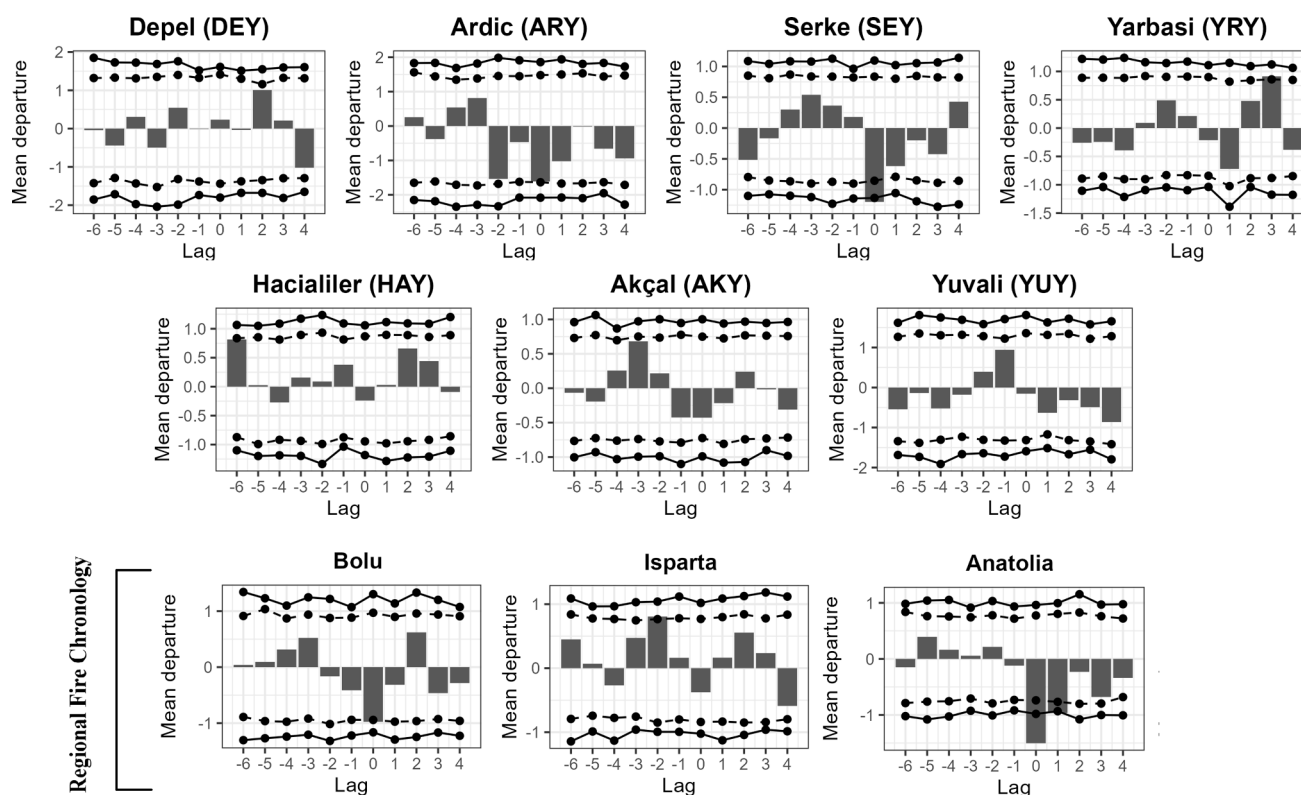 Depel (DEY)
Mean departure
2
1
0
-1
-2
-6 -5 -4 -3 -2 -1 0 1 2 3 4
Lag
Ardic (ARY)
Mean departure
2
1
0
-1
-2
-6 -5 -4 -3 -2 -1 0 1 2 3 4
Lag
Serke (SEY)
Mean departure
1.0
0.5
0.0
-0.5
-1.0
-6 -5 -4 -3 -2 -1 0 1 2 3 4
Lag
Yarbasi (YRY)
Mean departure
1.0
0.5
0.0
-0.5
-1.0
-1.5
-6 -5 -4 -3 -2 -1 0 1 2 3 4
Lag
Hacialiler (HAY)
Mean departure
1.0
0.5
0.0
-0.5
-1.0
-6 -5 -4 -3 -2 -1 0 1 2 3 4
Lag
Akçal (AKY)
Mean departure
1.0
0.5
0.0
-0.5
-1.0
-6 -5 -4 -3 -2 -1 0 1 2 3 4
Lag
Yuvali (YUY)
Mean departure
1
0
-1
-2
-6 -5 -4 -3 -2 -1 0 1 2 3 4
Lag
Regional Fire Chronology
Bolu
Mean departure
1
0
-1
-6 -5 -4 -3 -2 -1 0 1 2 3 4
Lag
Isparta
Mean departure
1
0
-1
-6 -5 -4 -3 -2 -1 0 1 2 3 4
Lag
Anatolia
Mean departure
1
0
-1
-6 -5 -4 -3 -2 -1 0 1 2 3 4
Lag